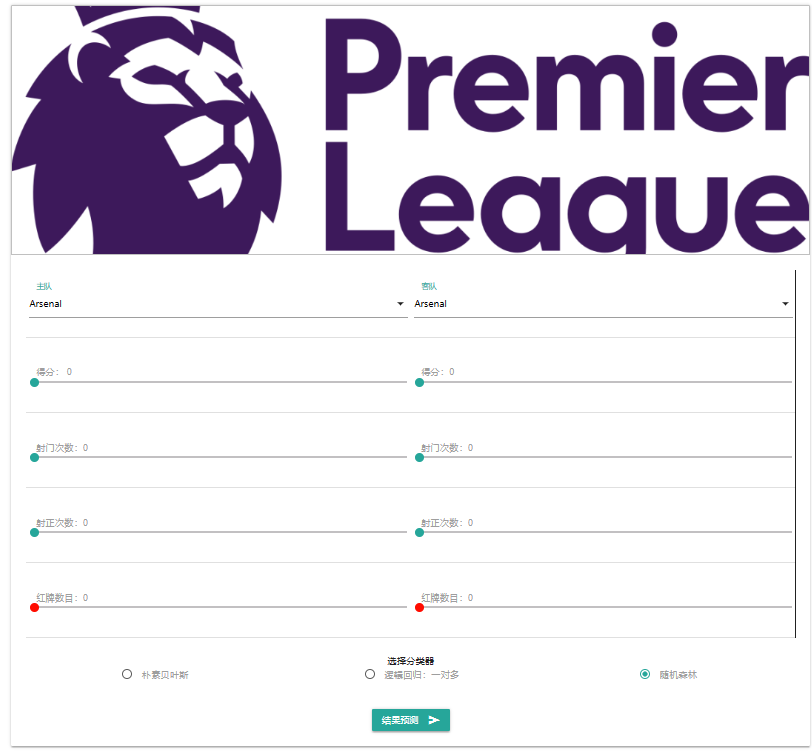 Premier
League
主队 客队
Arsenal Arsenal
得分： 0 得分：0
射门次数：0 射门次数：0
射正次数：0 射正次数：0
红牌数目：0 红牌数目：0
选择分类器
朴素贝叶斯 逻辑回归：一对多 随机森林
结果预测